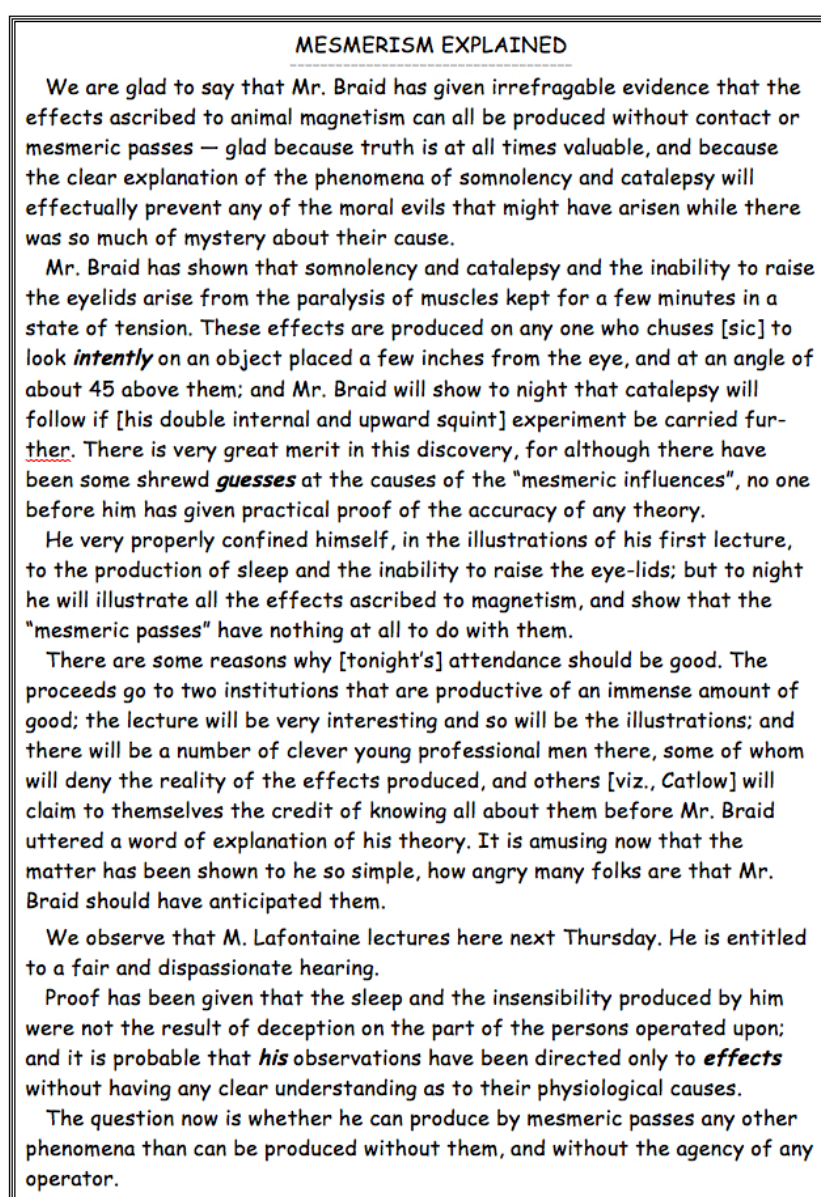 MESMERISM EXPLAINED
We are glad to say that Mr. Braid has given irrefragable evidence that the
effects ascribed to animal magnetism can all be produced without contact or
mesmeric passes — glad because truth is at all times valuable, and because
the clear explanation of the phenomena of somnolency and catalepsy will
effectually prevent any of the moral evils that might have arisen while there
was so much of mystery about their cause.
Mr. Braid has shown that somnolency and catalepsy and the inability to raise
the eyelids arise from the paralysis of muscles kept for a few minutes in a
state of tension. These effects are produced on any one who chuses [sic] to
look intently on an object placed a few inches from the eye, and at an angle of
about 45 above them; and Mr. Braid will show to night that catalepsy will
follow if [his double internal and upward squint] experiment be carried fur-
ther. There is very great merit in this discovery, for although there have
been some shrewd guesses at the causes of the “mesmeric influences”, no one
before him has given practical proof of the accuracy of any theory.
He very properly confined himself, in the illustrations of his first lecture,
to the production of sleep and the inability to raise the eye-lids; but to night
he will illustrate all the effects ascribed to magnetism, and show that the
“mesmeric passes” have nothing at all to do with them.
There are some reasons why [tonight’s] attendance should be good. The
proceeds go to two institutions that are productive of an immense amount of
good; the lecture will be very interesting and so will be the illustrations; and
there will be a number of clever young professional men there, some of whom
will deny the reality of the effects produced, and others [viz., Catlow] will
claim to themselves the credit of knowing all about them before Mr. Braid
uttered a word of explanation of his theory. It is amusing now that the
matter has been shown to he so simple, how angry many folks are that Mr.
Braid should have anticipated them.
We observe that M. Lafontaine lectures here next Thursday. He is entitled
to a fair and dispassionate hearing.
Proof has been given that the sleep and the insensibility produced by him
were not the result of deception on the part of the persons operated upon;
and it is probable that his observations have been directed only to effects
without having any clear understanding as to their physiological causes.
The question now is whether he can produce by mesmeric passes any other
phenomena than can be produced without them, and without the agency of any
operator.